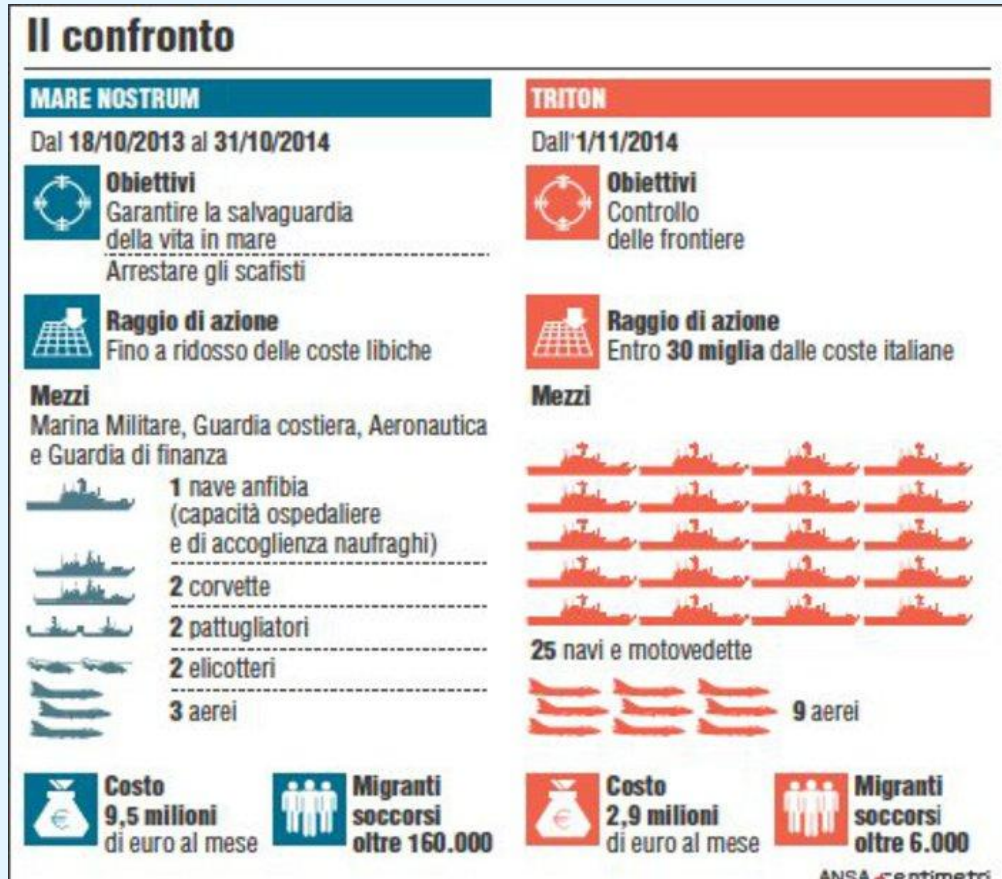 Il confronto
MARE NOSTRUM
Dal 18/10/2013 al 31/10/2014
Obiettivi
Garantire la salvaguardia
della vita in mare
Arrestare gli scafisti
Raggio di azione
Fino a ridosso delle coste libiche
Mezzi
Marina Militare, Guardia costiera, Aeronautica
e Guardia di finanza
1 nave anfibia
(capacità ospedaliere
e di accoglienza naufraghi)
2 corvette
2 pattugliatori
2 elicotteri
3 aerei
Costo
9,5 milioni
di euro al mese
Migranti
soccorsi
oltre 160.000
TRITON
Dall'1/11/2014
Obiettivi
Controllo
delle frontiere
Raggio di azione
Entro 30 miglia dalle coste italiane
Mezzi
25 navi e motovedette
9 aerei
Costo
2,9 milioni
di euro al mese
Migranti
soccorsi
oltre 6.000
ANSA centimetri